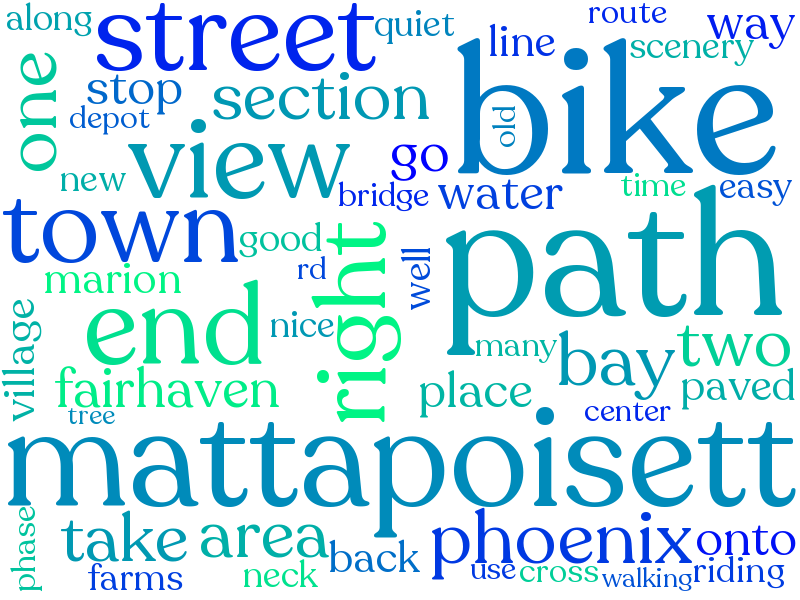 along
street
quiet
route
way
line
scenery
one
stop
depot
section
bike
old
new
view
go
bridge
water
time
easy
town
good
rd
well
path
right
marion
end
nice
many
village
fairhaven
tree
place
bay
two
paved
center
mattapoisett
phase
take
area
back
phoenix
onto
farms
neck
use
cross
walking
riding